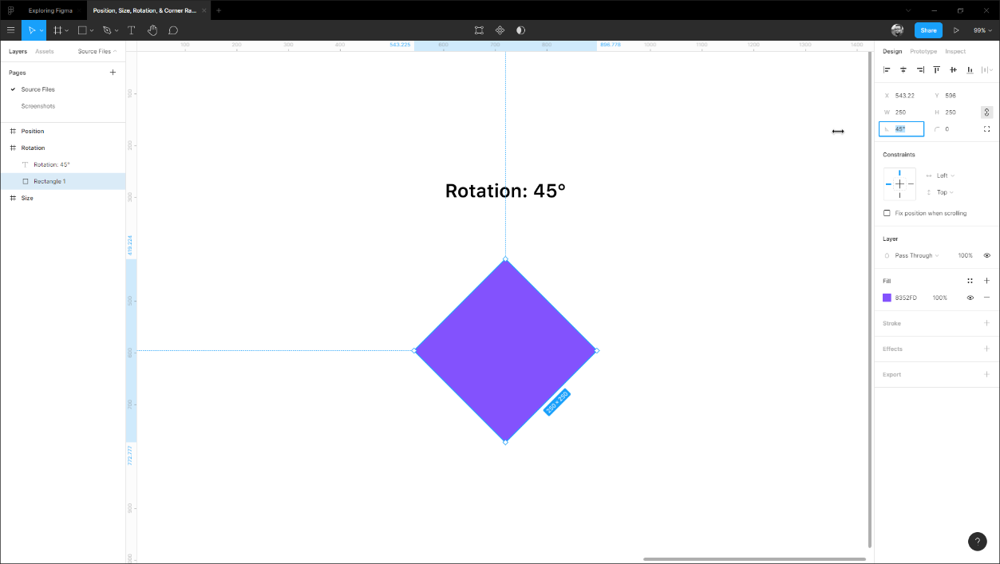 Exploring Figma
Position, Size, Rotation, & Corner Ra...
Share
99%
Layers
Assets
Source Files
543.225
896.778
100
200
300
400
600
700
800
1000
1100
1200
1300
1400
Design
Prototype
Inspect
Pages
Source Files
Screenshots
Position
Rotation
Rotation: 45°
Rectangle 1
Size
100
200
300
419.224
500
600
700
772.777
900
Rotation: 45°
250 × 250
X 543.22 Y 596
W 250 H 250
45° 0
Constraints
Left
Top
Fix position when scrolling
Layer
Pass Through 100%
Fill
8352FD 100%
Stroke
Effects
Export
?